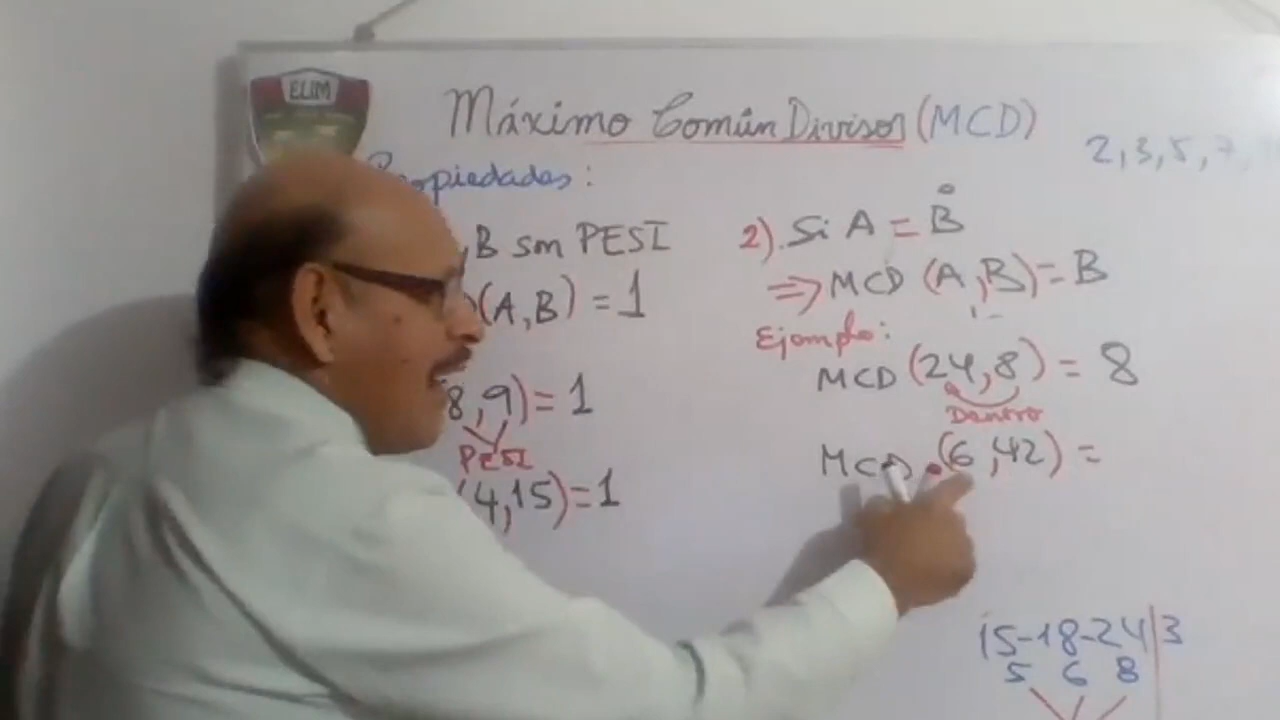 ELIM
Máximo Común Divisor (MCD)
2, 3, 5, 7,
Propiedades:
, B son PESI
(A, B) = 1
8, 9) = 1
PESI
(4, 15) = 1
2). Si A = B̊
=> MCD (A, B) = B
Ejemplo:
MCD (24, 8) = 8
MCD (6, 42) =
15-18-24|3
5 6 8